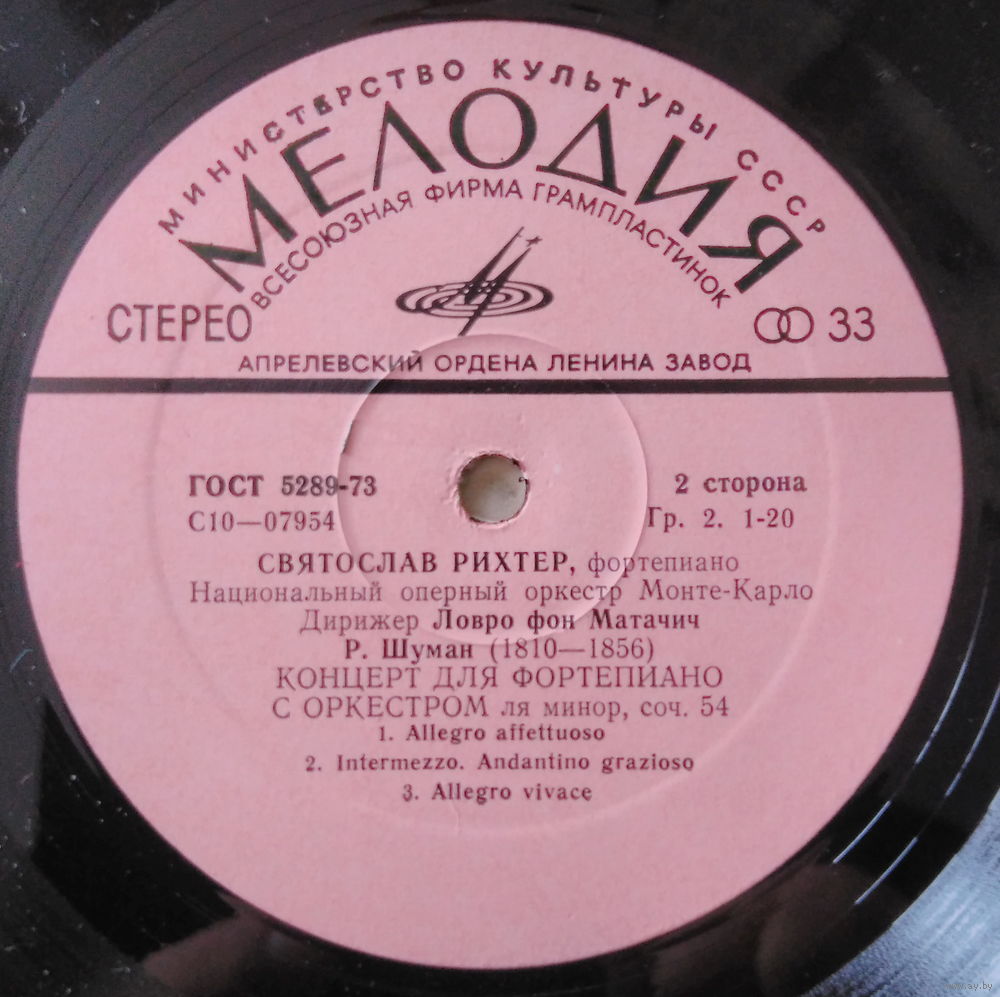 МИНИСТЕРСТВО КУЛЬТУРЫ СССР
МЕЛОДИЯ
ВСЕСОЮЗНАЯ ФИРМА ГРАМПЛАСТИНОК
СТЕРЕО
33
АПРЕЛЕВСКИЙ ОРДЕНА ЛЕНИНА ЗАВОД
ГОСТ 5289-73
2 сторона
С10—07954
Гр. 2. 1-20
СВЯТОСЛАВ РИХТЕР, фортепиано
Национальный оперный оркестр Монте-Карло
Дирижер Ловро фон Матачич
Р. Шуман (1810—1856)
КОНЦЕРТ ДЛЯ ФОРТЕПИАНО
С ОРКЕСТРОМ ля минор, соч. 54
1. Allegro affettuoso
2. Intermezzo. Andantino grazioso
3. Allegro vivace
www.ay.by